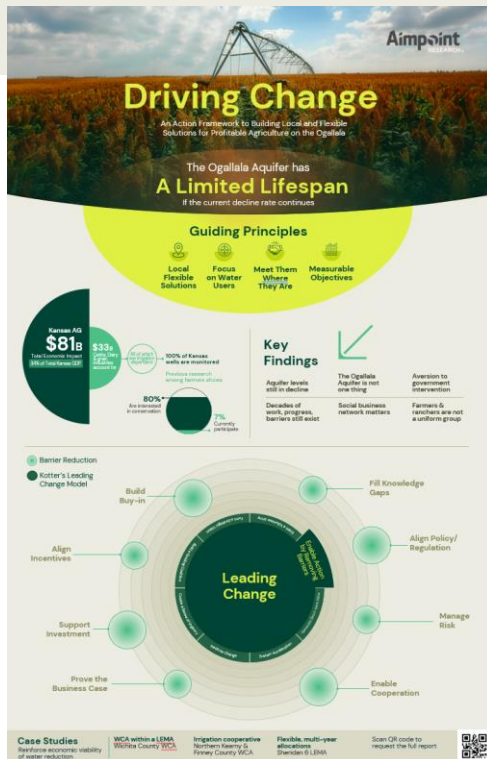 Aimpoint
RESEARCH
Driving Change
An Action Framework to Building Local and Flexible
Solutions for Profitable Agriculture on the Ogallala
The Ogallala Aquifer has
A Limited Lifespan
If the current decline rate continues
Guiding Principles
Local
Flexible
Solutions
Focus
on Water
Users
Meet Them
Where
They Are
Measurable
Objectives
Kansas AG
$81B
Total Economic Impact
$33B
account for
100% of Kansas
wells are monitored
Previous research
among farmers shows
80%
Are interested
in conservation
7%
Currently
participate
Key
Findings
Aquifer levels
still in decline
The Ogallala
Aquifer is not
one thing
Aversion to
government
intervention
Decades of
work, progress,
barriers still exist
Social business
network matters
Farmers &
ranchers are not
a uniform group
Barrier Reduction
Kotter's Leading
Change Model
Build
Buy-in
Fill Knowledge
Gaps
Align
Incentives
Align Policy/
Regulation
Enable Action
by Removing
Barriers
Leading
Change
Support
Investment
Manage
Risk
Prove the
Business Case
Enable
Cooperation
Case Studies
Reinforce economic viability
of water reduction
WCA within a LEMA
Wichita County WCA
Irrigation cooperative
Northern Kearny &
Finney County WCA
Flexible, multi-year
allocations
Sheridan 6 LEMA
Scan QR code to
request the full report